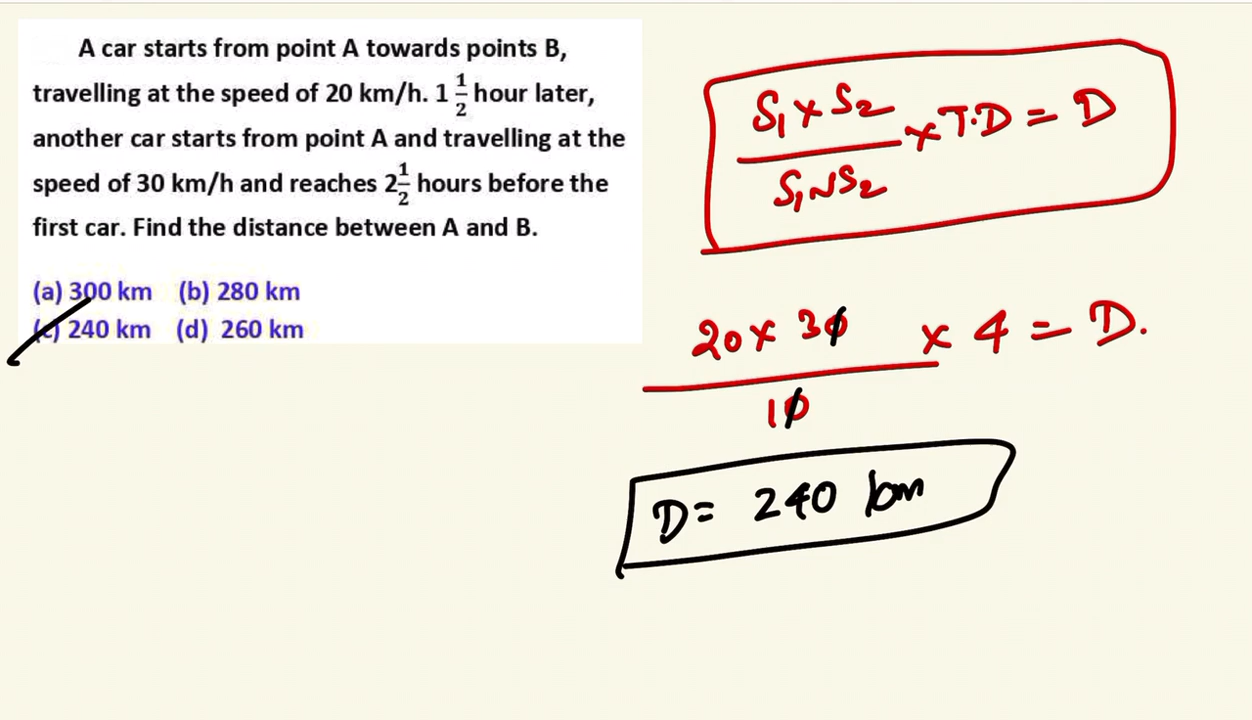 A car starts from point A towards points B,
travelling at the speed of 20 km/h. 1 1/2 hour later,
another car starts from point A and travelling at the
speed of 30 km/h and reaches 2 1/2 hours before the
first car. Find the distance between A and B.
(a) 300 km (b) 280 km
(c) 240 km (d) 260 km
S₁ x S₂
x T.D = D
S₁ N S₂
20 x 30 x 4 = D.
10
D = 240 km